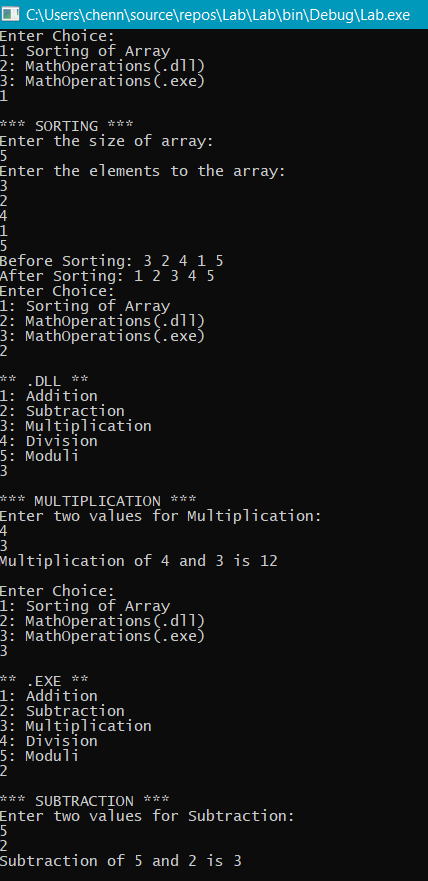 C:\Users\chenn\source\repos\Lab\Lab\bin\Debug\Lab.exe
Enter Choice:
1: Sorting of Array
2: MathOperations(.dll)
3: MathOperations(.exe)
1

*** SORTING ***
Enter the size of array:
5
Enter the elements to the array:
3
2
4
1
5
Before Sorting: 3 2 4 1 5
After Sorting: 1 2 3 4 5
Enter Choice:
1: Sorting of Array
2: MathOperations(.dll)
3: MathOperations(.exe)
2

** .DLL **
1: Addition
2: Subtraction
3: Multiplication
4: Division
5: Moduli
3

*** MULTIPLICATION ***
Enter two values for Multiplication:
4
3
Multiplication of 4 and 3 is 12

Enter Choice:
1: Sorting of Array
2: MathOperations(.dll)
3: MathOperations(.exe)
3

** .EXE **
1: Addition
2: Subtraction
3: Multiplication
4: Division
5: Moduli
2

*** SUBTRACTION ***
Enter two values for Subtraction:
5
2
Subtraction of 5 and 2 is 3